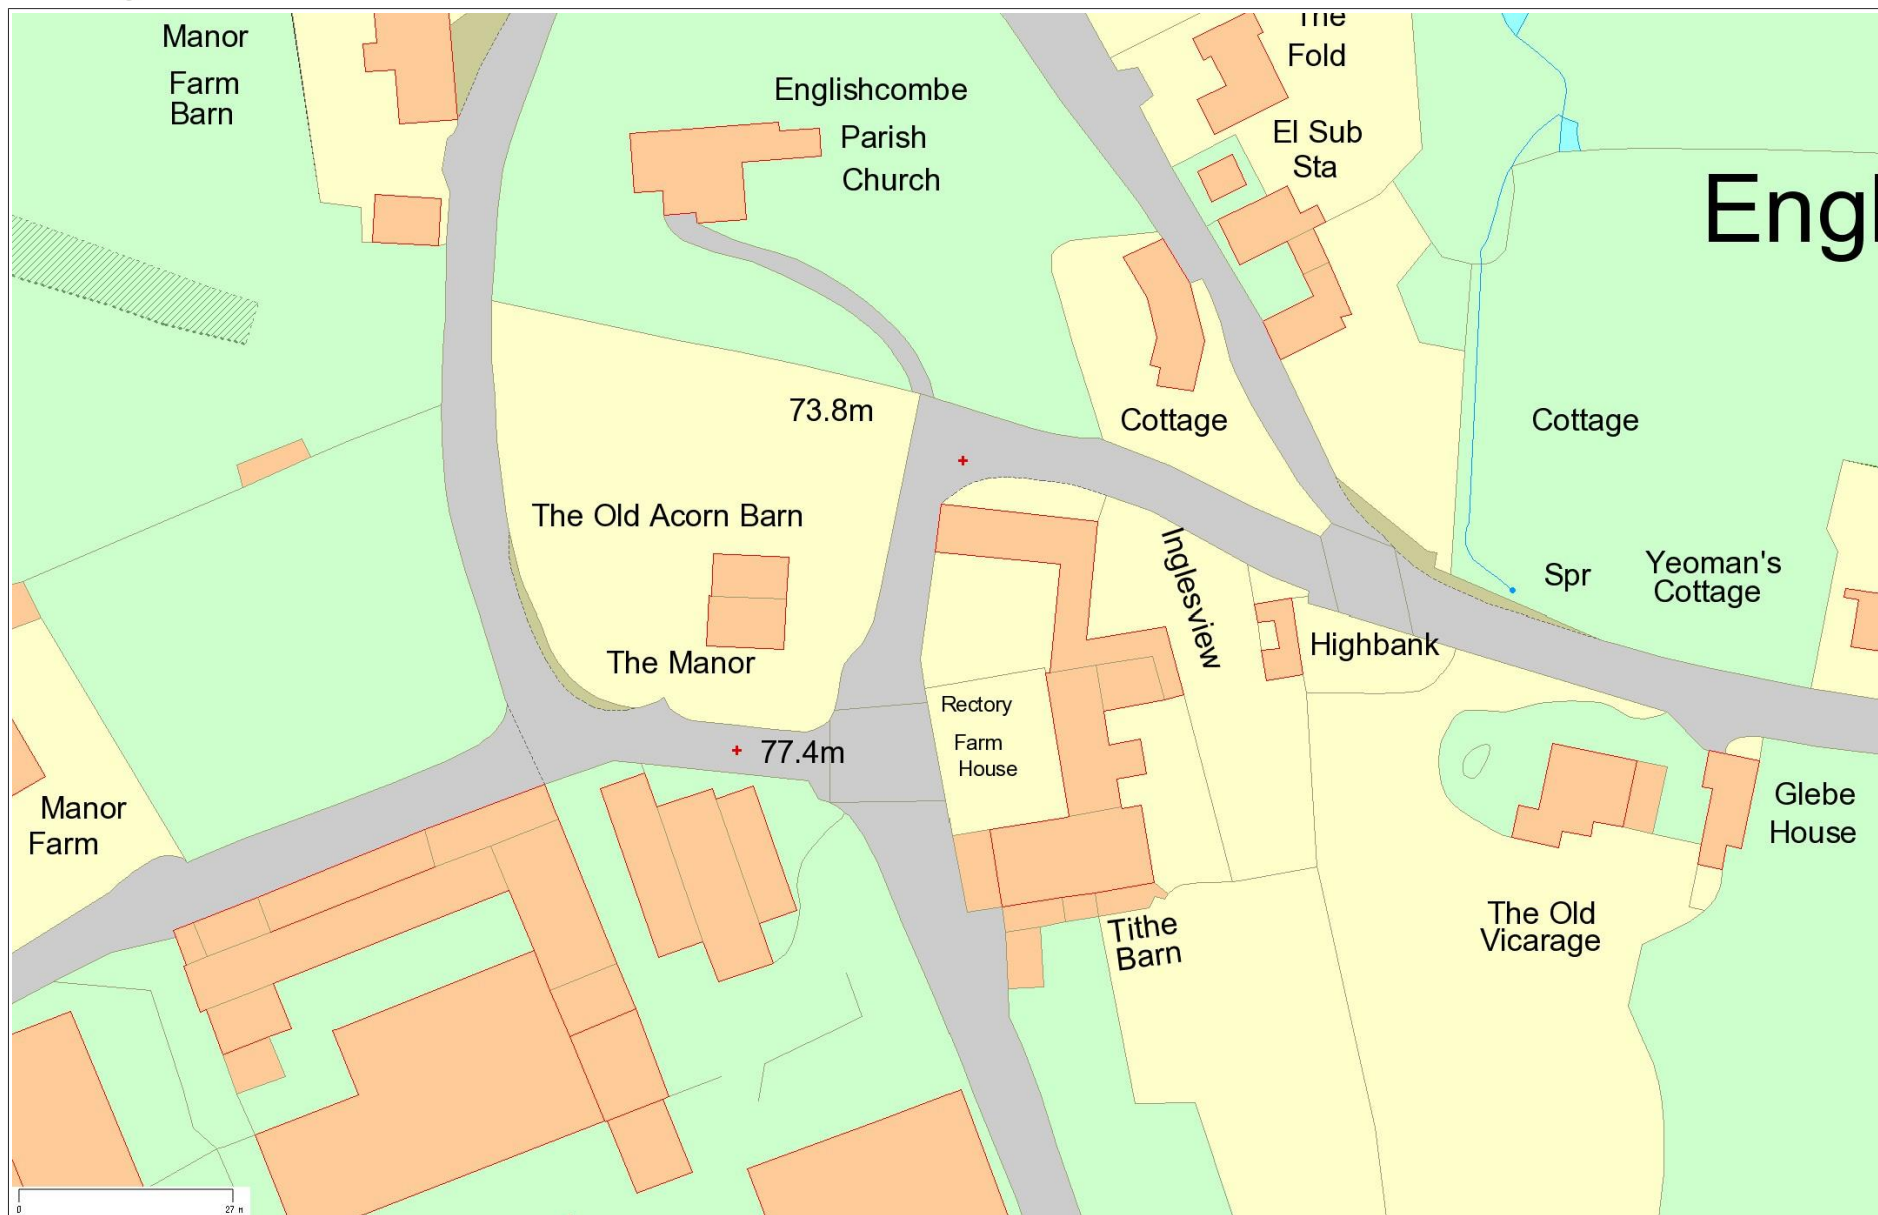 Manor
Farm
Barn
Englishcombe
Parish
Church
The
Fold
El Sub
Sta
Engl
73.8m
Cottage
Cottage
The Old Acorn Barn
Inglesview
Spr
Yeoman's
Cottage
Highbank
The Manor
Rectory
Farm
House
77.4m
Manor
Farm
Glebe
House
Tithe
Barn
The Old
Vicarage
0
27 M